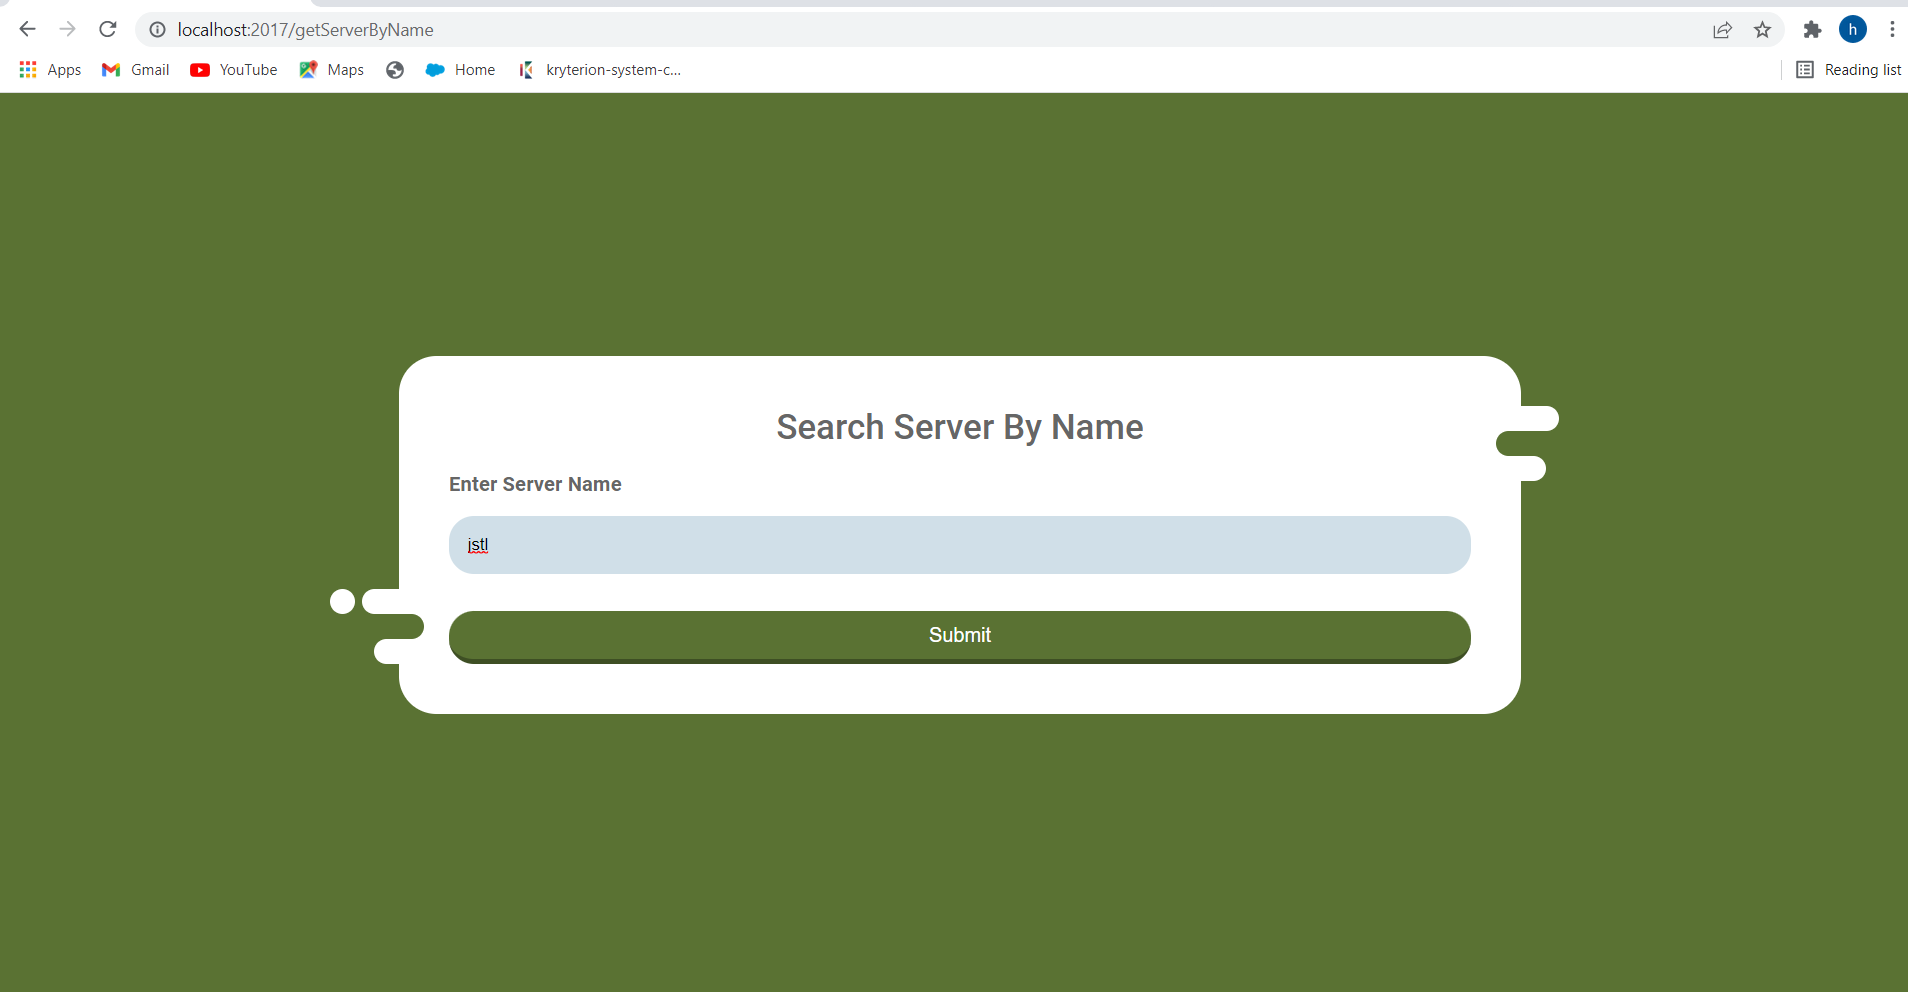 localhost:2017/getServerByName
h
Apps Gmail YouTube Maps Home kryterion-system-c... Reading list
Search Server By Name
Enter Server Name
jstl
Submit